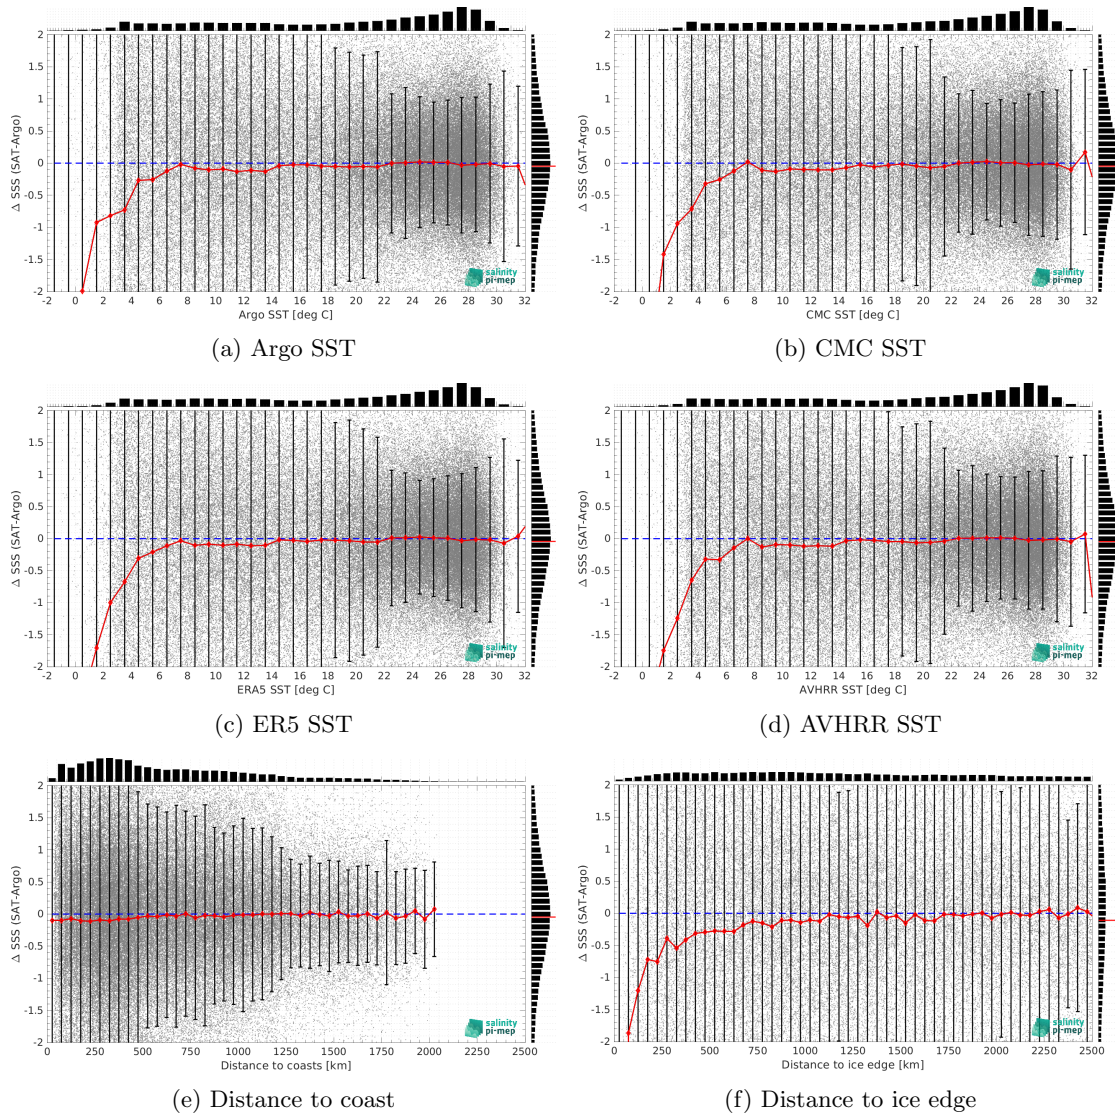 2
1.5
1
0.5
0
-0.5
-1
-1.5
-2
Δ SSS (SAT-Argo)
-2 0 2 4 6 8 10 12 14 16 18 20 22 24 26 28 30 32
Argo SST [deg C]
salinity
pi-mep
(a) Argo SST
2
1.5
1
0.5
0
-0.5
-1
-1.5
-2
Δ SSS (SAT-Argo)
-2 0 2 4 6 8 10 12 14 16 18 20 22 24 26 28 30 32
CMC SST [deg C]
salinity
pi-mep
(b) CMC SST
2
1.5
1
0.5
0
-0.5
-1
-1.5
-2
Δ SSS (SAT-Argo)
-2 0 2 4 6 8 10 12 14 16 18 20 22 24 26 28 30 32
ERA5 SST [deg C]
salinity
pi-mep
(c) ER5 SST
2
1.5
1
0.5
0
-0.5
-1
-1.5
-2
Δ SSS (SAT-Argo)
-2 0 2 4 6 8 10 12 14 16 18 20 22 24 26 28 30 32
AVHRR SST [deg C]
salinity
pi-mep
(d) AVHRR SST
2
1.5
1
0.5
0
-0.5
-1
-1.5
-2
Δ SSS (SAT-Argo)
0 250 500 750 1000 1250 1500 1750 2000 2250 2500
Distance to coasts [km]
salinity
pi-mep
(e) Distance to coast
2
1.5
1
0.5
0
-0.5
-1
-1.5
-2
Δ SSS (SAT-Argo)
0 250 500 750 1000 1250 1500 1750 2000 2250 2500
Distance to ice edge [km]
salinity
pi-mep
(f) Distance to ice edge